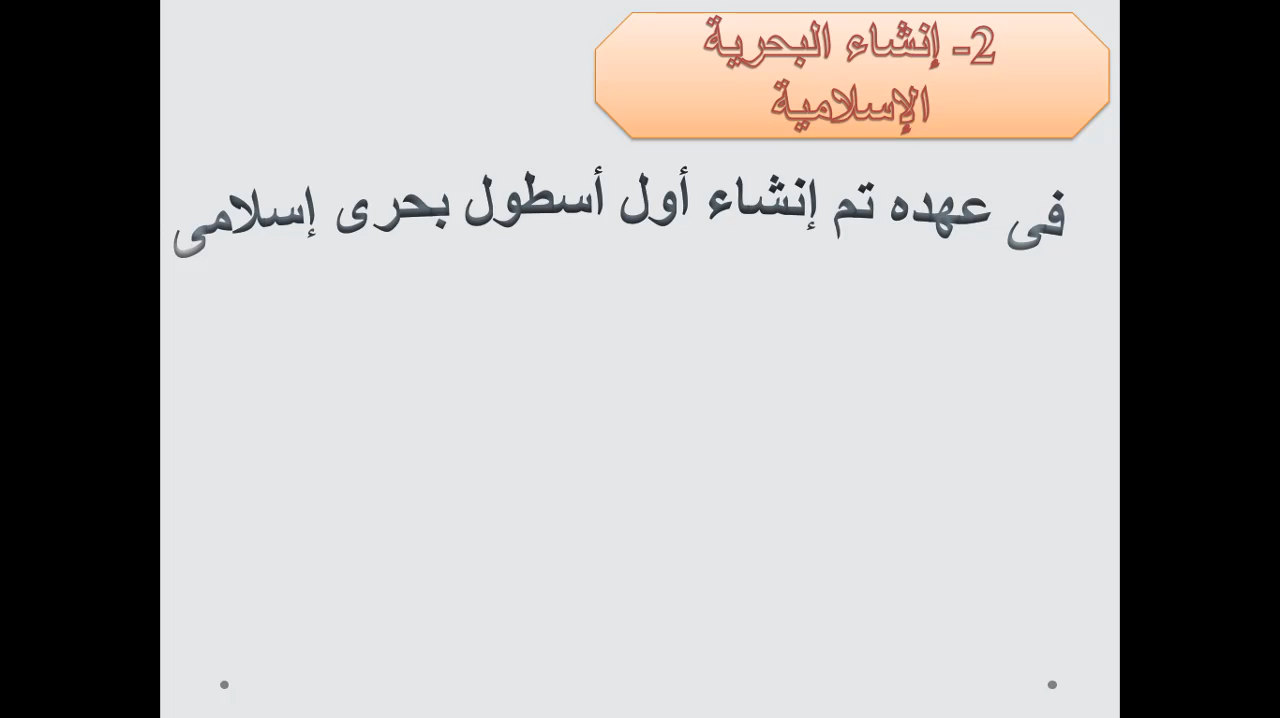 2- إنشاء البحرية
الإسلامية
فى عهده تم إنشاء أول أسطول بحرى إسلامى